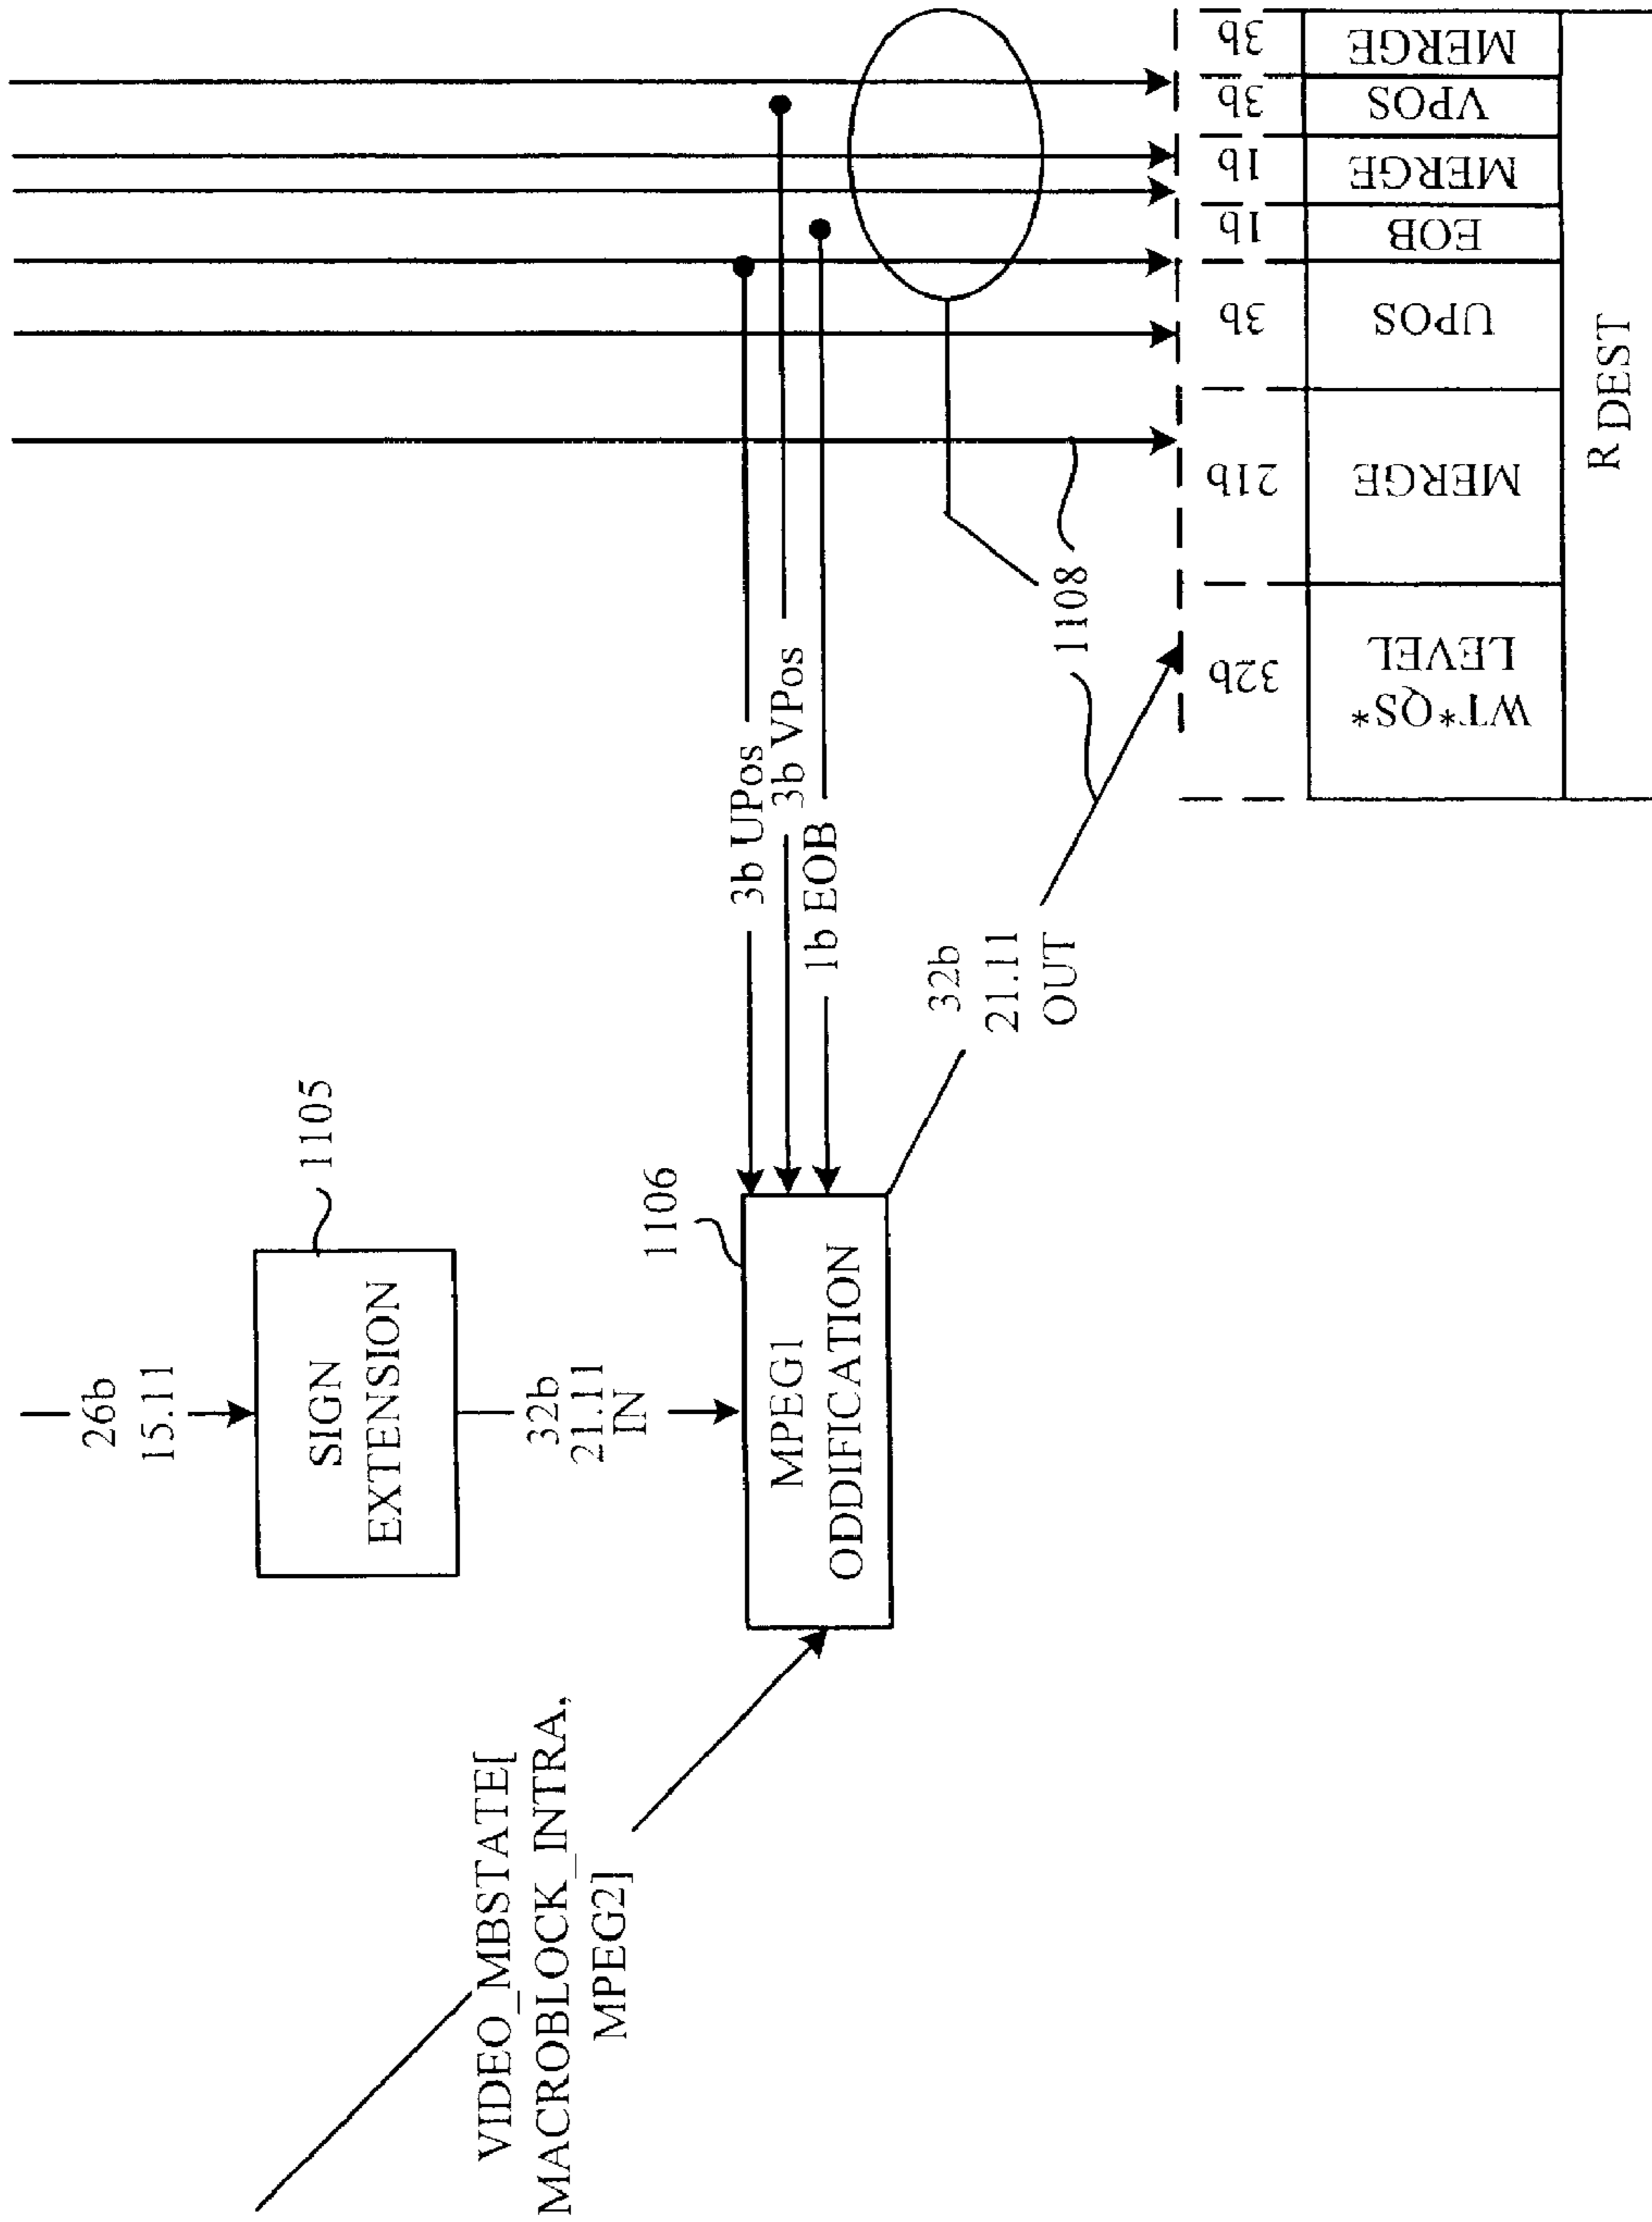 26b
15.11
SIGN
EXTENSION
1105
32b
21.11
IN
VIDEO_MBSTATE[
MACROBLOCK_INTRA,
MPEG2]
MPEG1
ODDIFICATION
1106
3b UPos
3b VPos
1b EOB
32b
21.11
OUT
1108
32b
21b
3b
1b
1b
3b
3b
WT*QS*
LEVEL
MERGE
UPOS
EOB
MERGE
VPOS
MERGE
R DEST